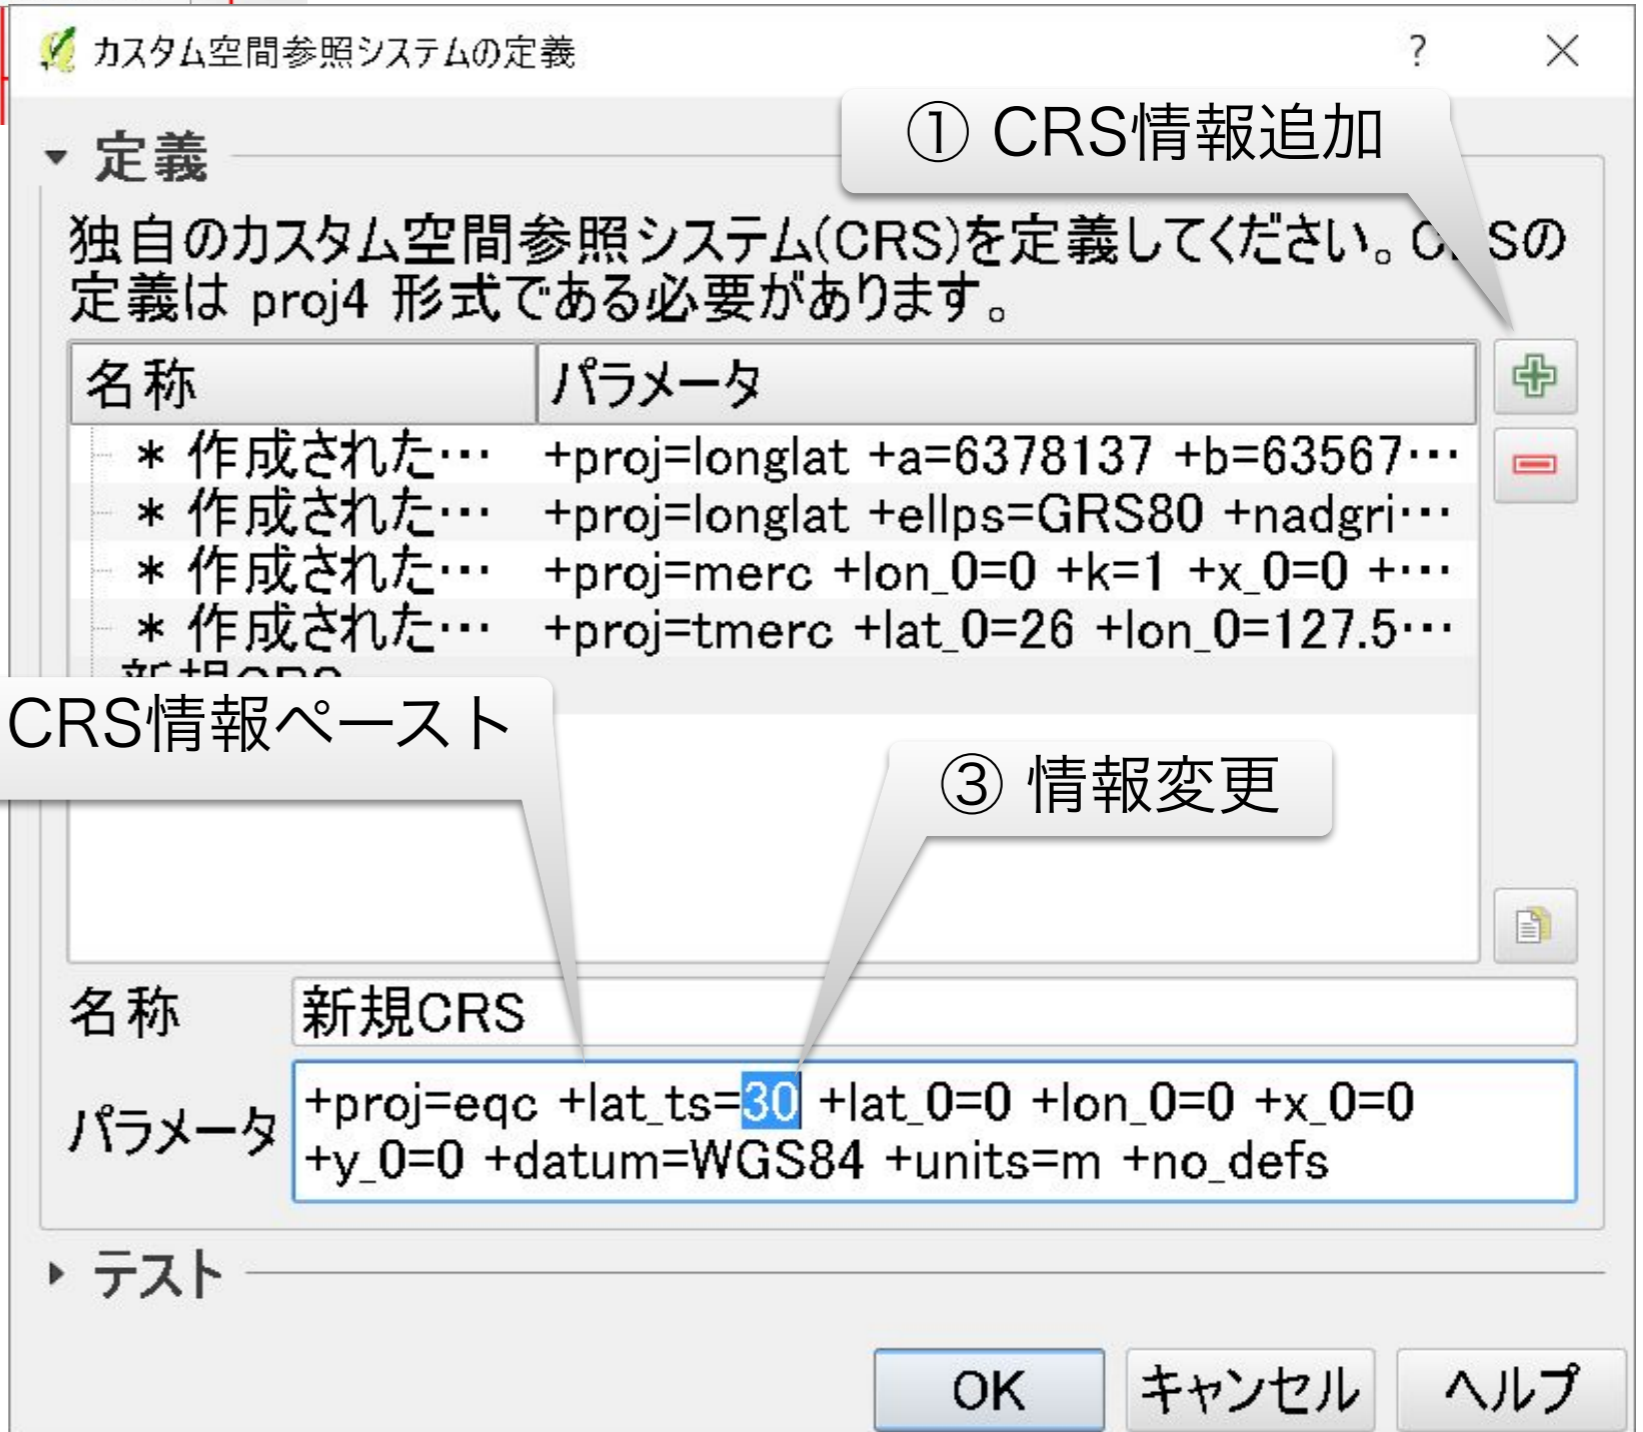 カスタム空間参照システムの定義
① CRS情報追加
定義
独自のカスタム空間参照システム(CRS)を定義してください。CRSの
定義は proj4 形式である必要があります。
名称 パラメータ
* 作成された… +proj=longlat +a=6378137 +b=63567…
* 作成された… +proj=longlat +ellps=GRS80 +nadgri…
* 作成された… +proj=merc +lon_0=0 +k=1 +x_0=0 +…
* 作成された… +proj=tmerc +lat_0=26 +lon_0=127.5…
新規CRS
CRS情報ペースト
③ 情報変更
名称 新規CRS
パラメータ
+proj=eqc +lat_ts=30 +lat_0=0 +lon_0=0 +x_0=0
+y_0=0 +datum=WGS84 +units=m +no_defs
テスト
OK キャンセル ヘルプ